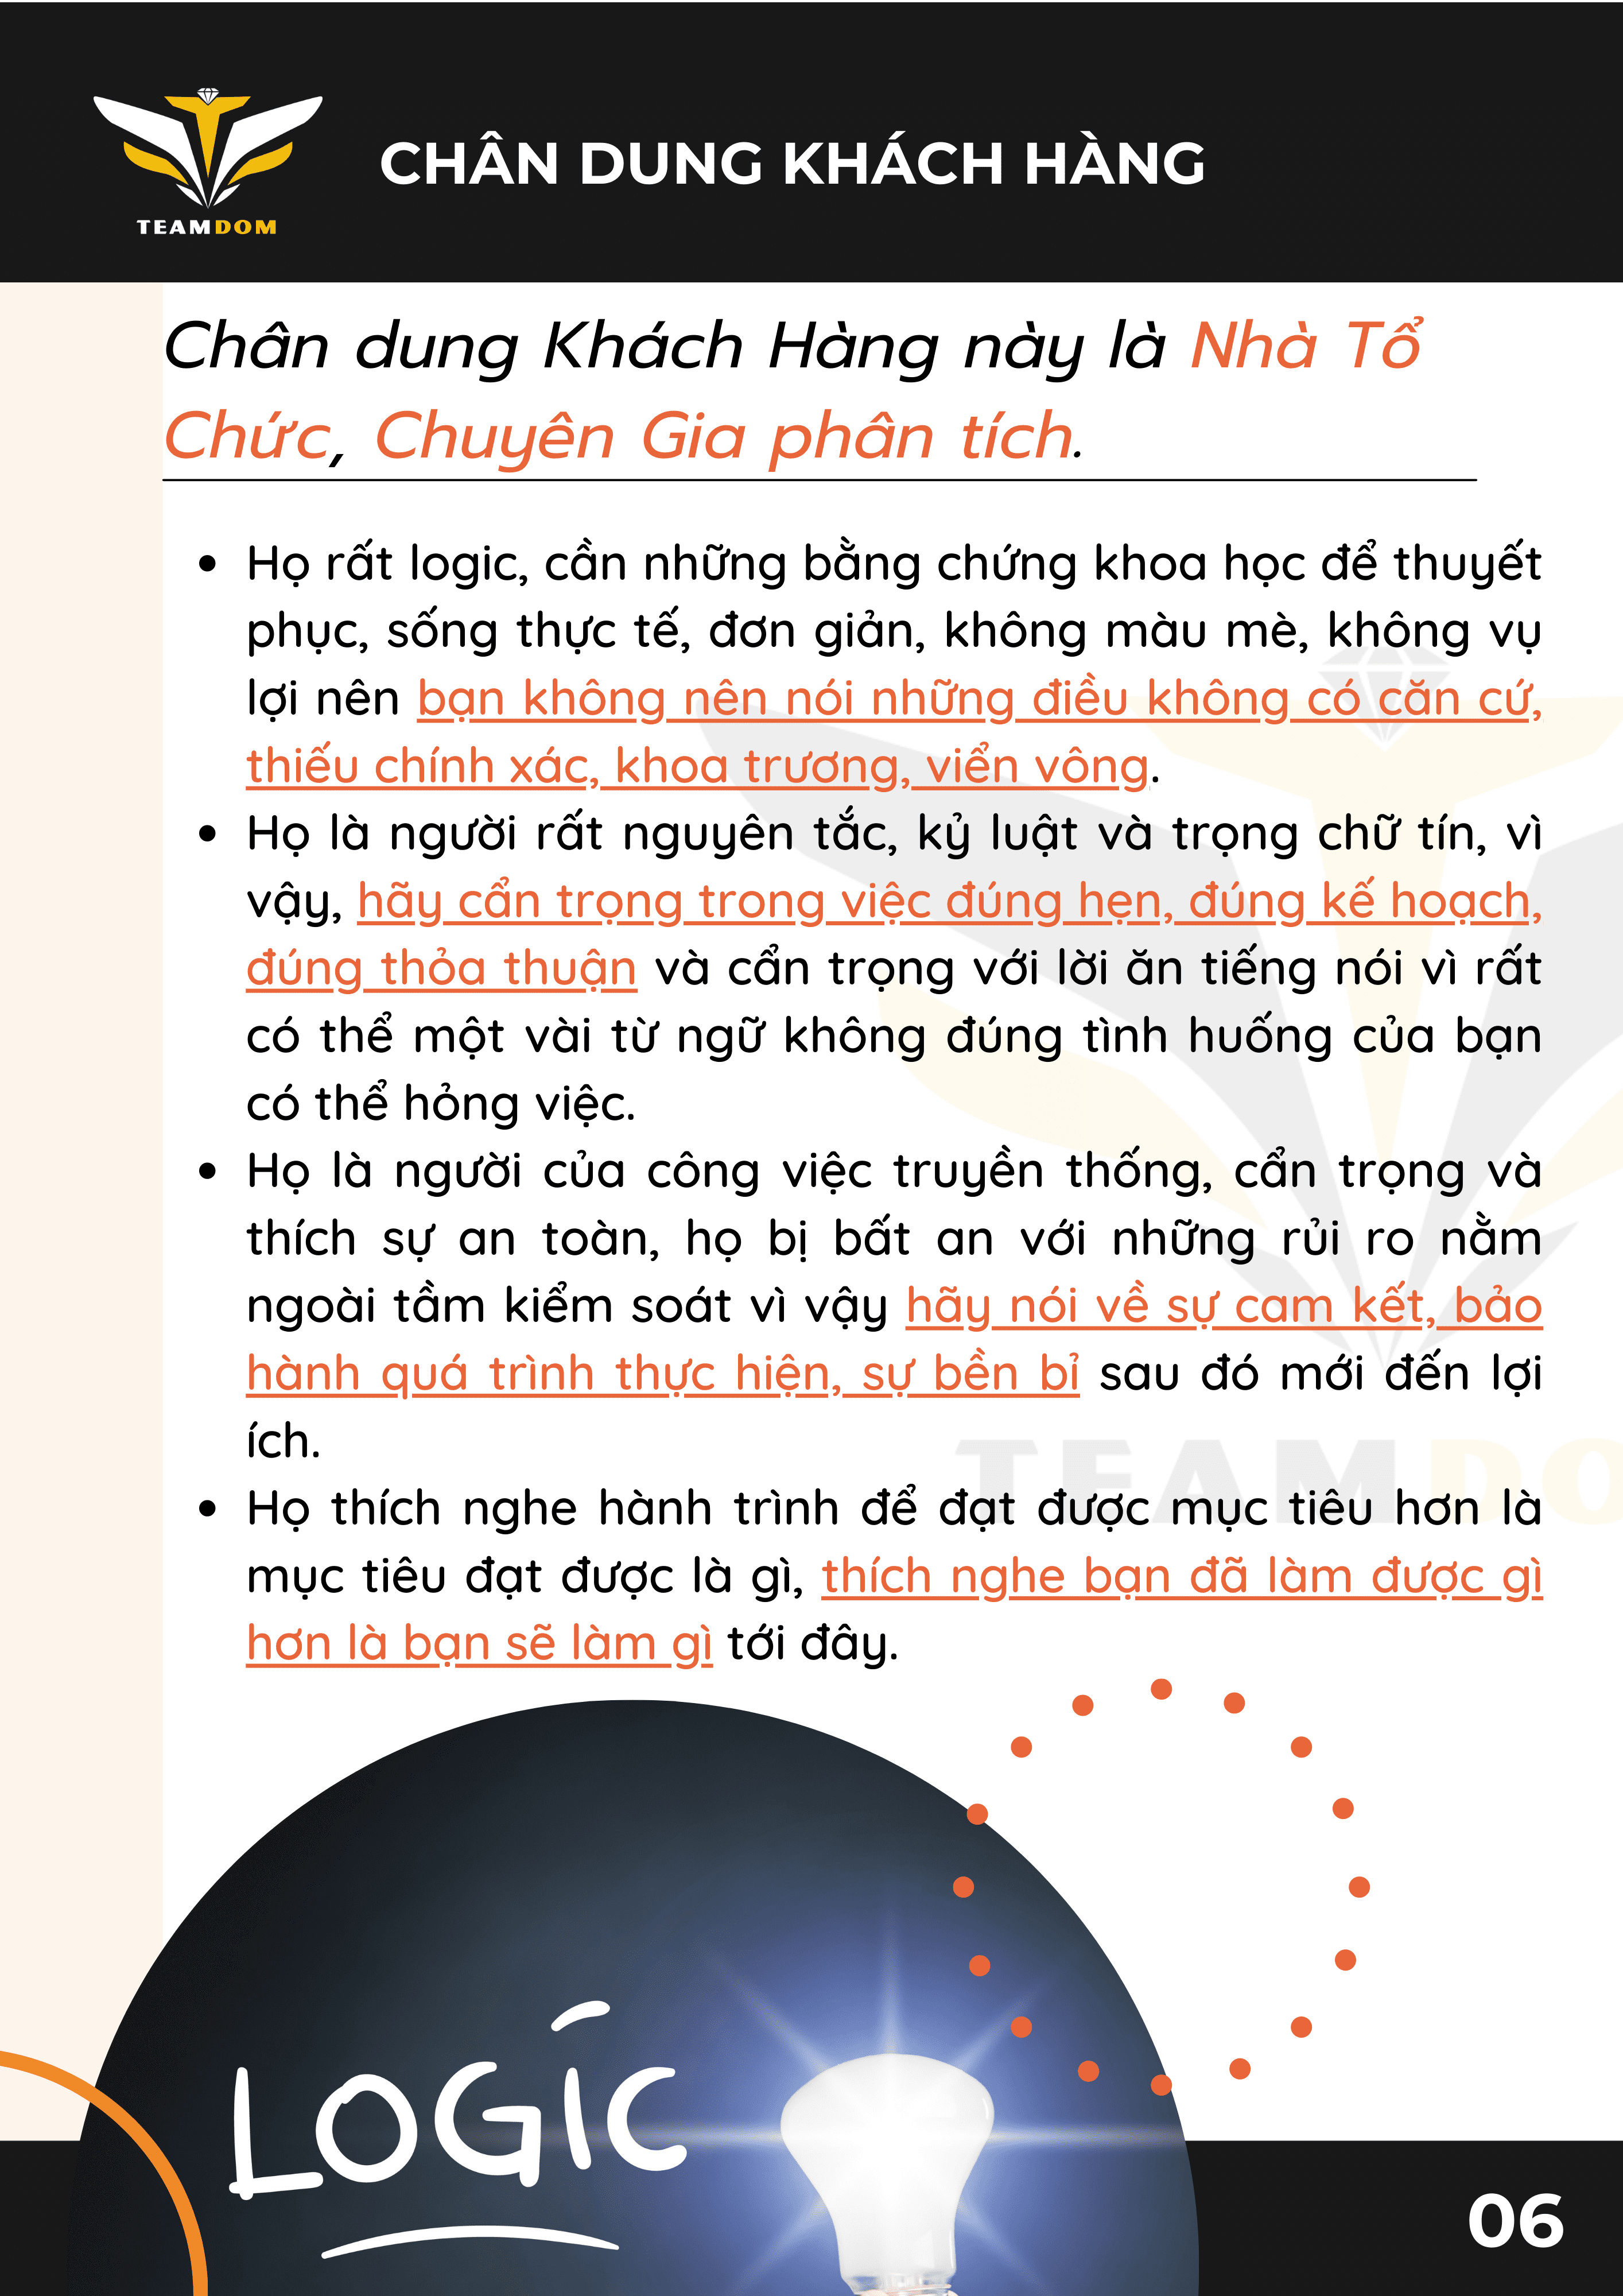 TEAMDOM
CHÂN DUNG KHÁCH HÀNG
Chân dung Khách Hàng này là Nhà Tổ
Chức, Chuyên Gia phân tích.
• Họ rất logic, cần những bằng chứng khoa học để thuyết
phục, sống thực tế, đơn giản, không màu mè, không vụ
lợi nên bạn không nên nói những điều không có căn cứ,
thiếu chính xác, khoa trương, viển vông.
• Họ là người rất nguyên tắc, kỷ luật và trọng chữ tín, vì
vậy, hãy cẩn trọng trong việc đúng hẹn, đúng kế hoạch,
đúng thỏa thuận và cẩn trọng với lời ăn tiếng nói vì rất
có thể một vài từ ngữ không đúng tình huống của bạn
có thể hỏng việc.
• Họ là người của công việc truyền thống, cẩn trọng và
thích sự an toàn, họ bị bất an với những rủi ro nằm
ngoài tầm kiểm soát vì vậy hãy nói về sự cam kết, bảo
hành quá trình thực hiện, sự bền bỉ sau đó mới đến lợi
ích.
TEAMDO
• Họ thích nghe hành trình để đạt được mục tiêu hơn là
mục tiêu đạt được là gì, thích nghe bạn đã làm được gì
hơn là bạn sẽ làm gì tới đây.
LOGIC
06